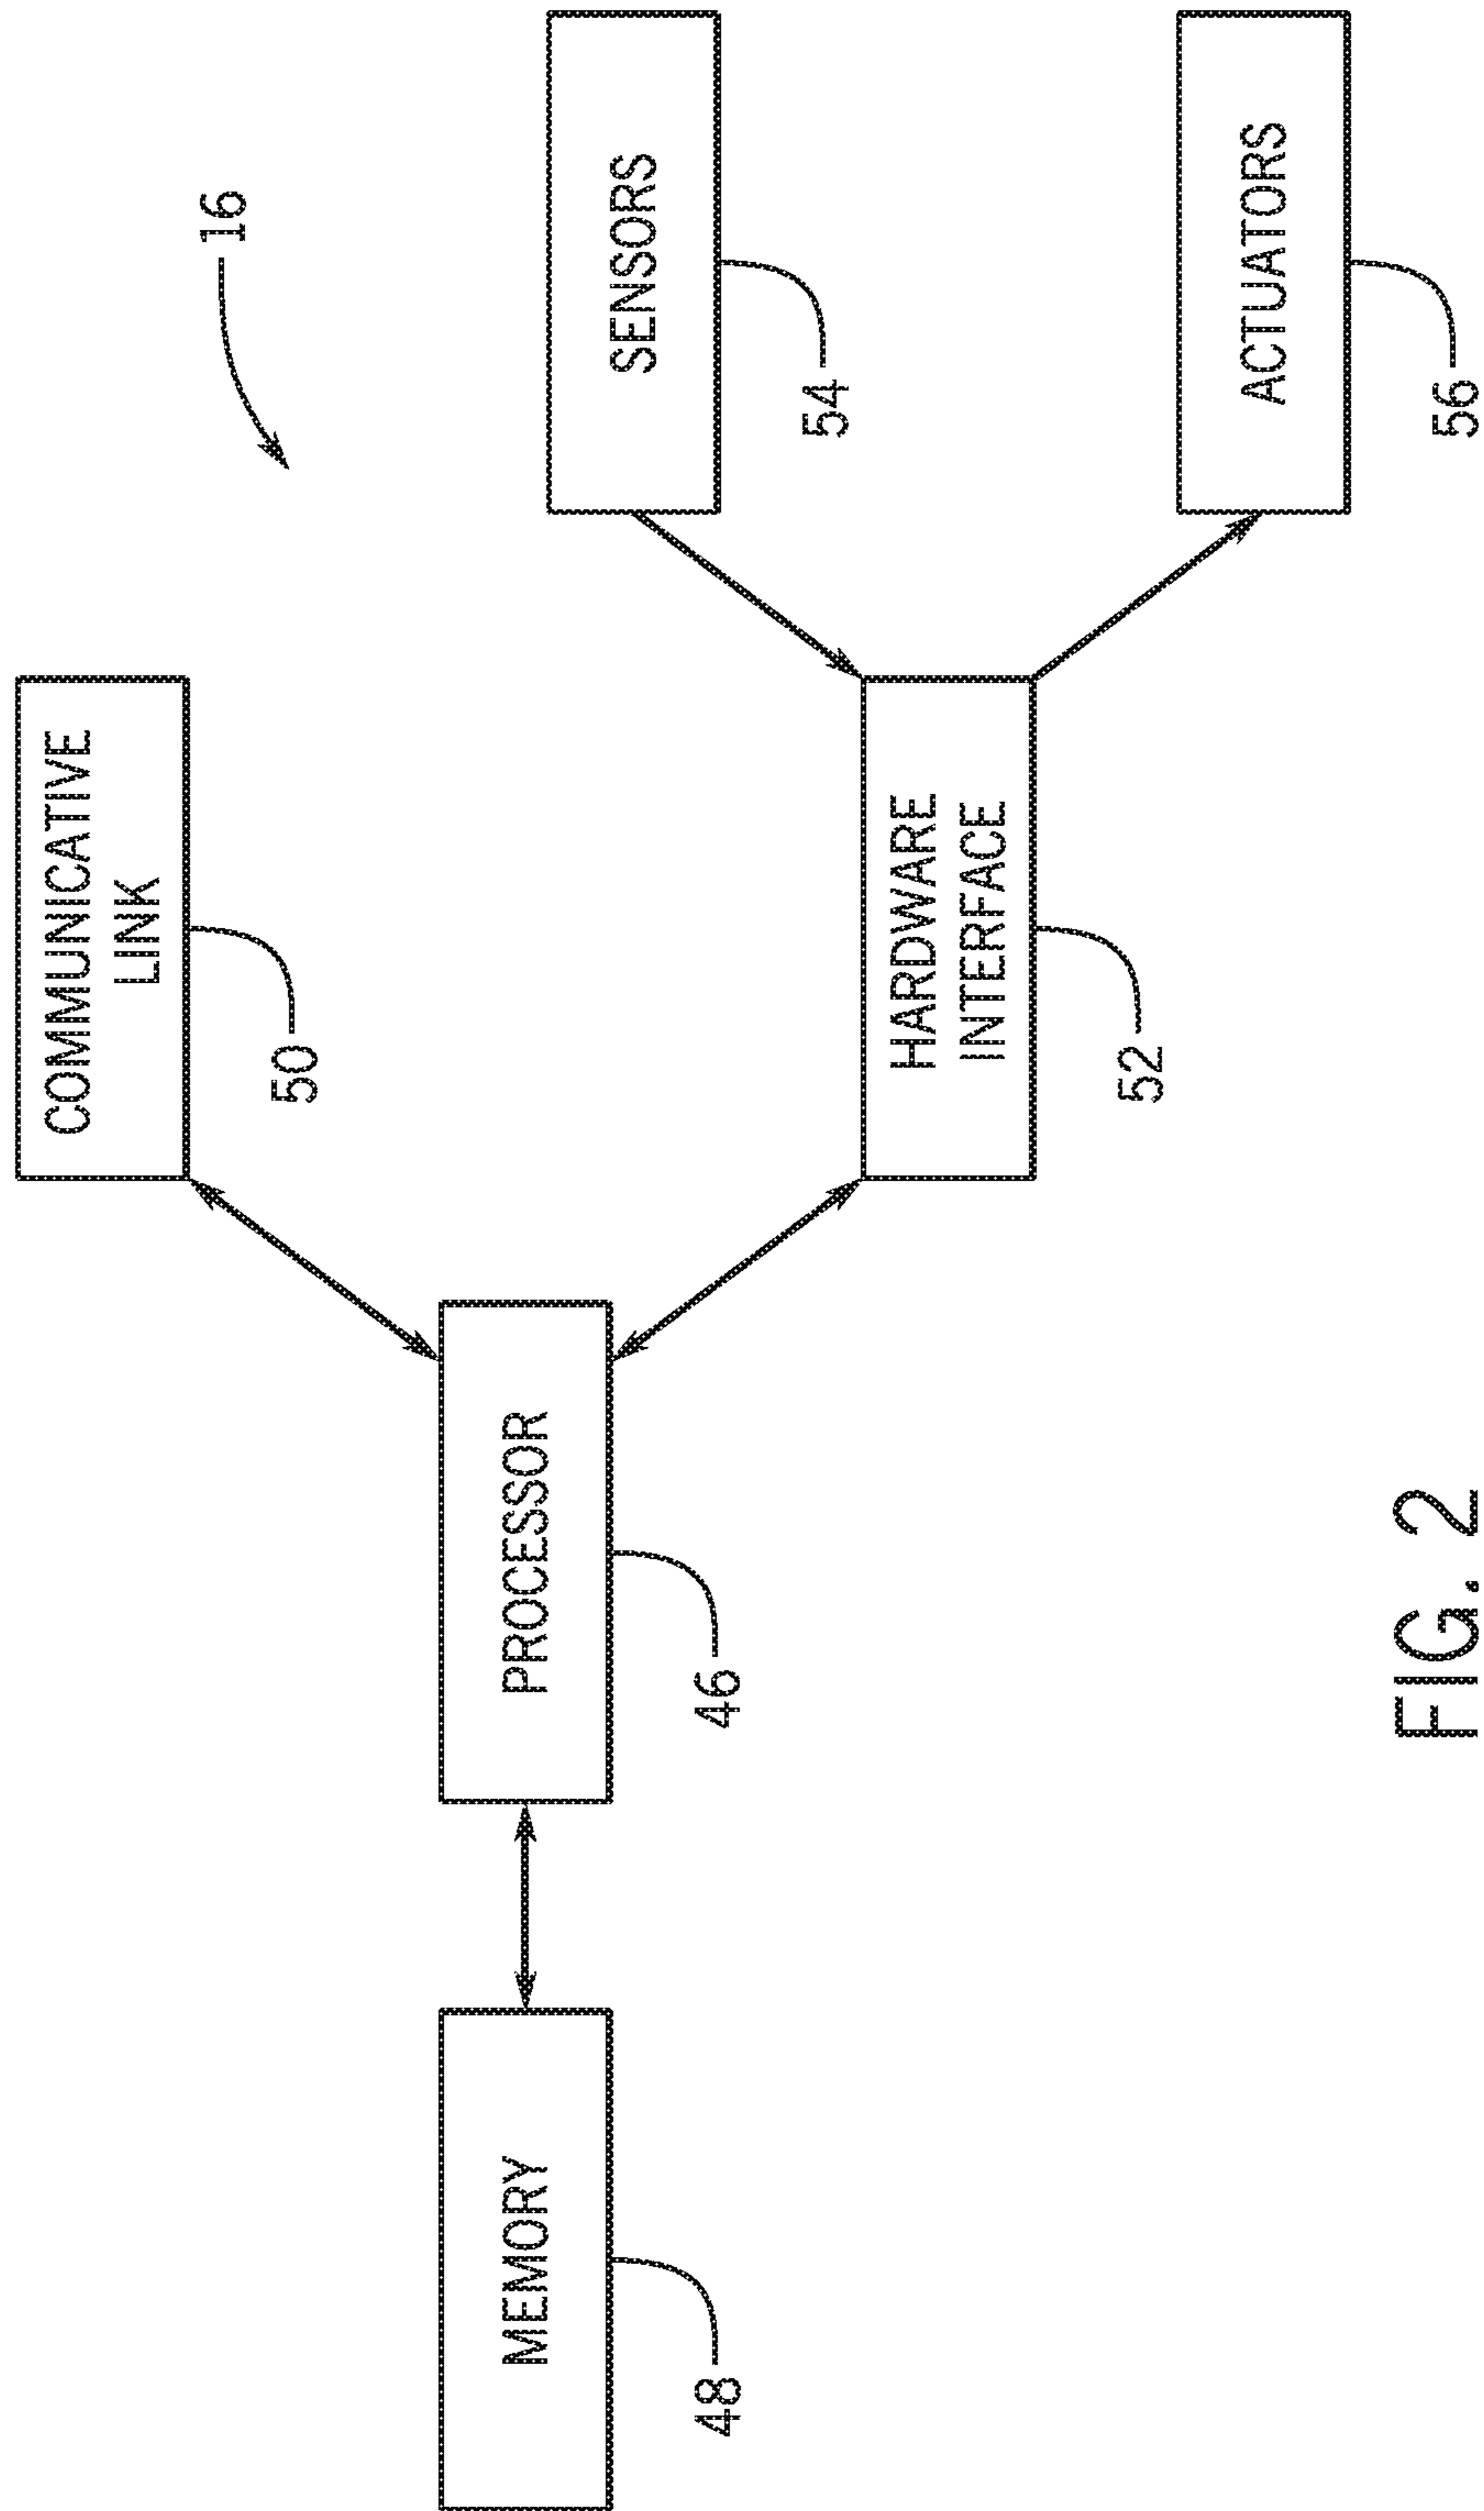 16
COMMUNICATIVE
LINK
50
MEMORY
48
PROCESSOR
46
SENSORS
54
HARDWARE
INTERFACE
52
ACTUATORS
56
FIG. 2